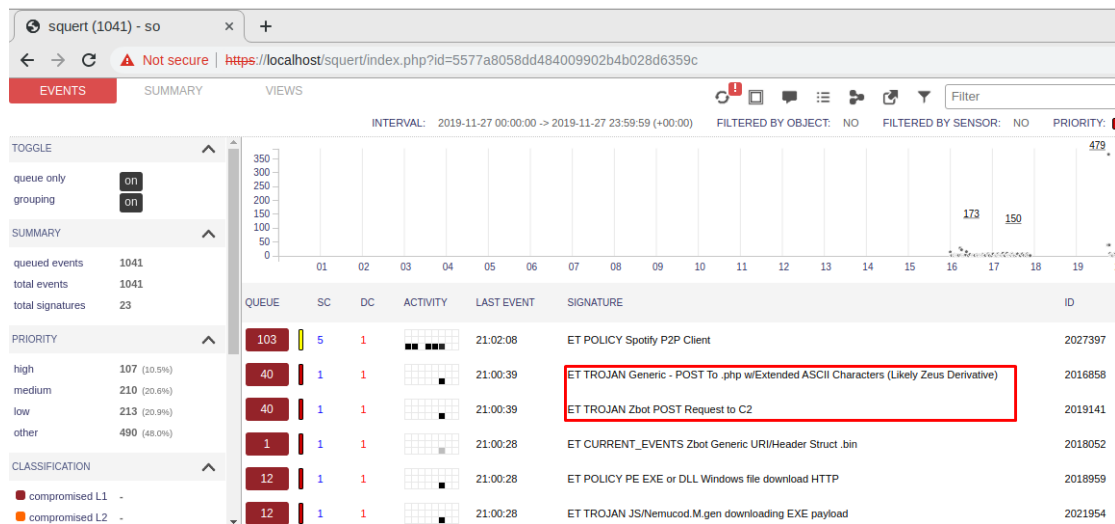 squert (1041) - so × +
Not secure | https://localhost/squert/index.php?id=5577a8058dd484009902b4b028d6359c
EVENTS SUMMARY VIEWS Filter
INTERVAL: 2019-11-27 00:00:00 -> 2019-11-27 23:59:59 (+00:00) FILTERED BY OBJECT: NO FILTERED BY SENSOR: NO PRIORITY:
TOGGLE
queue only on
grouping on
SUMMARY
queued events 1041
total events 1041
total signatures 23
PRIORITY
high 107 (10.5%)
medium 210 (20.6%)
low 213 (20.9%)
other 490 (48.0%)
CLASSIFICATION
compromised L1 -
compromised L2 -
479
350
300
250
200
150
100
50
0
173 150
01 02 03 04 05 06 07 08 09 10 11 12 13 14 15 16 17 18 19
QUEUE SC DC ACTIVITY LAST EVENT SIGNATURE ID
103 5 1 21:02:08 ET POLICY Spotify P2P Client 2027397
40 1 1 21:00:39 ET TROJAN Generic - POST To .php w/Extended ASCII Characters (Likely Zeus Derivative) 2016858
40 1 1 21:00:39 ET TROJAN Zbot POST Request to C2 2019141
1 1 1 21:00:28 ET CURRENT_EVENTS Zbot Generic URI/Header Struct .bin 2018052
12 1 1 21:00:28 ET POLICY PE EXE or DLL Windows file download HTTP 2018959
12 1 1 21:00:28 ET TROJAN JS/Nemucod.M.gen downloading EXE payload 2021954